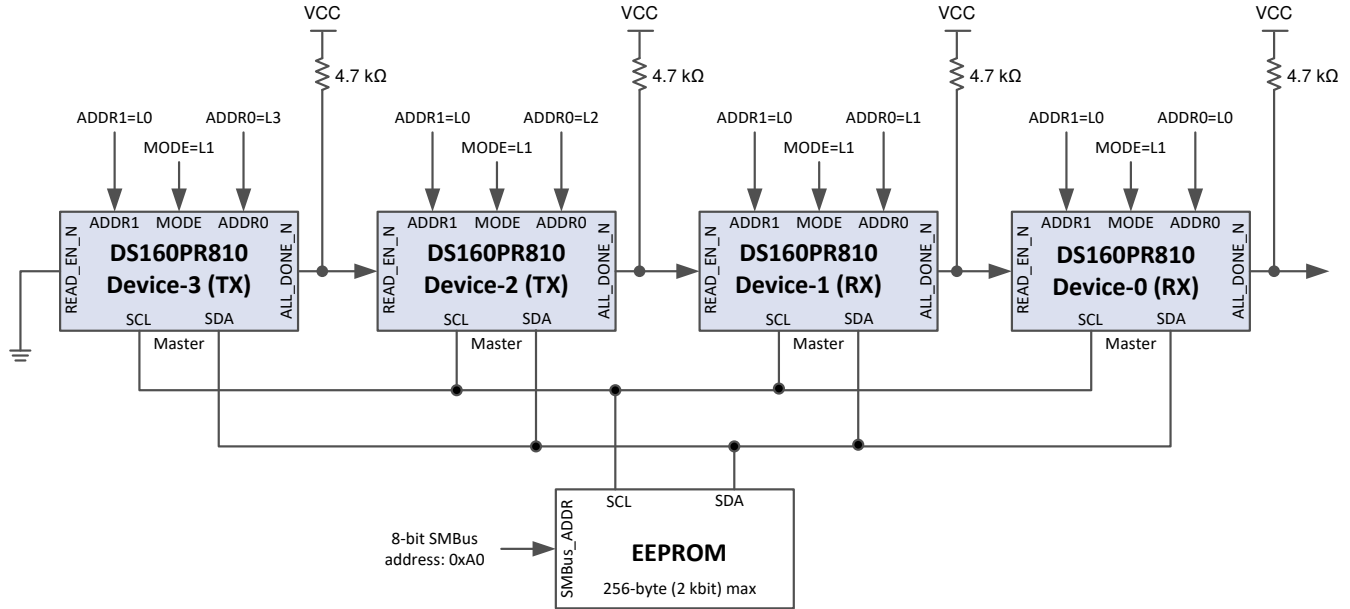 VCC VCC VCC VCC
4.7 kΩ 4.7 kΩ 4.7 kΩ 4.7 kΩ
ADDR1=L0 ADDR0=L3 ADDR1=L0 ADDR0=L2 ADDR1=L0 ADDR0=L1 ADDR1=L0 ADDR0=L0
MODE=L1 MODE=L1 MODE=L1 MODE=L1
ADDR1 MODE ADDR0 ADDR1 MODE ADDR0 ADDR1 MODE ADDR0 ADDR1 MODE ADDR0
READ_EN_N ALL_DONE_N READ_EN_N ALL_DONE_N READ_EN_N ALL_DONE_N READ_EN_N ALL_DONE_N
DS160PR810 DS160PR810 DS160PR810 DS160PR810
Device-3 (TX) Device-2 (TX) Device-1 (RX) Device-0 (RX)
SCL SDA SCL SDA SCL SDA SCL SDA
Master Master Master Master
SCL SDA
SMBus_ADDR
8-bit SMBus
address: 0xA0
EEPROM
256-byte (2 kbit) max